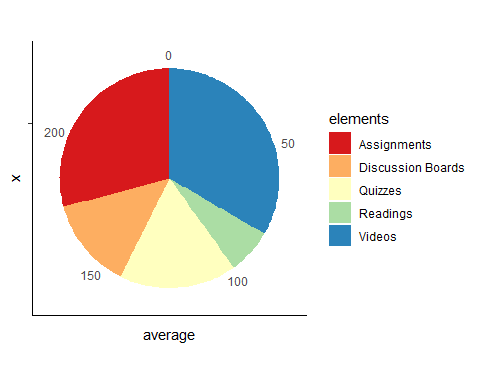 0
50
100
150
200
x
average
elements
Assignments
Discussion Boards
Quizzes
Readings
Videos